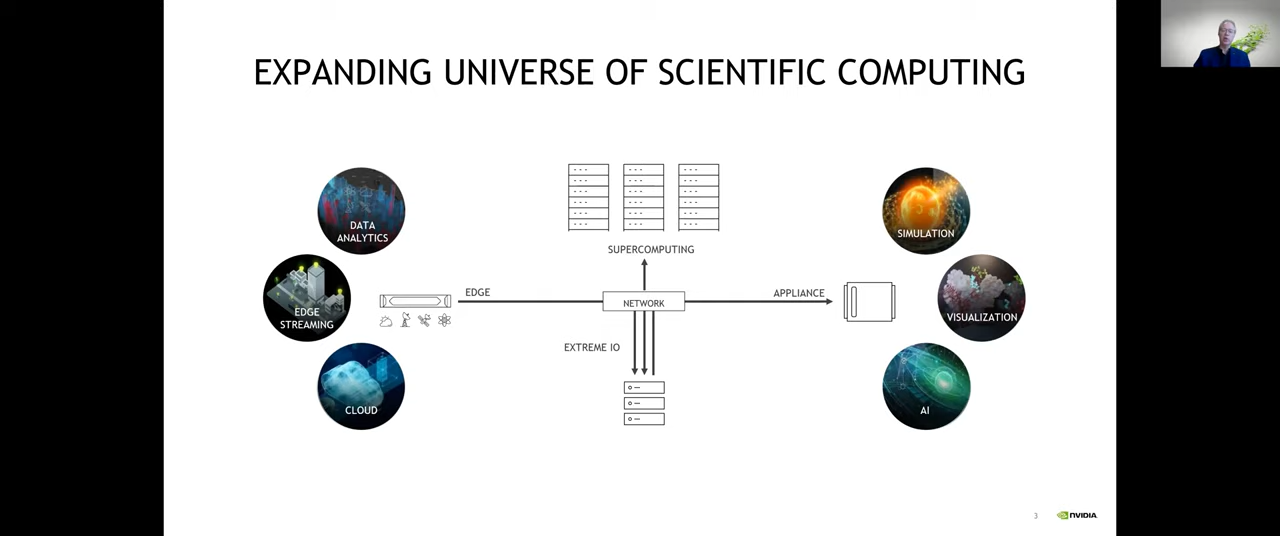 EXPANDING UNIVERSE OF SCIENTIFIC COMPUTING
DATA
ANALYTICS
EDGE
STREAMING
CLOUD
EDGE
SUPERCOMPUTING
NETWORK
EXTREME IO
APPLIANCE
SIMULATION
VISUALIZATION
AI
3
NVIDIA